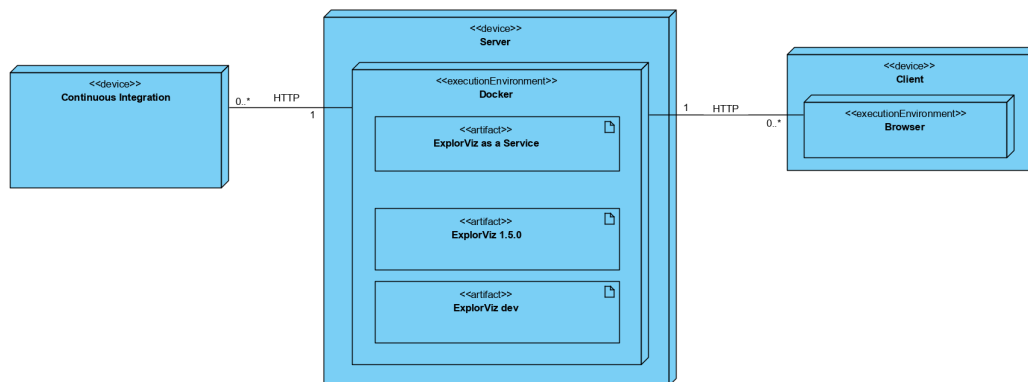 <<device>>
Continuous Integration
0..*
HTTP
1
<<device>>
Server
<<executionEnvironment>>
Docker
<<artifact>>
ExplorViz as a Service
<<artifact>>
ExplorViz 1.5.0
<<artifact>>
ExplorViz dev
1
HTTP
0..*
<<device>>
Client
<<executionEnvironment>>
Browser